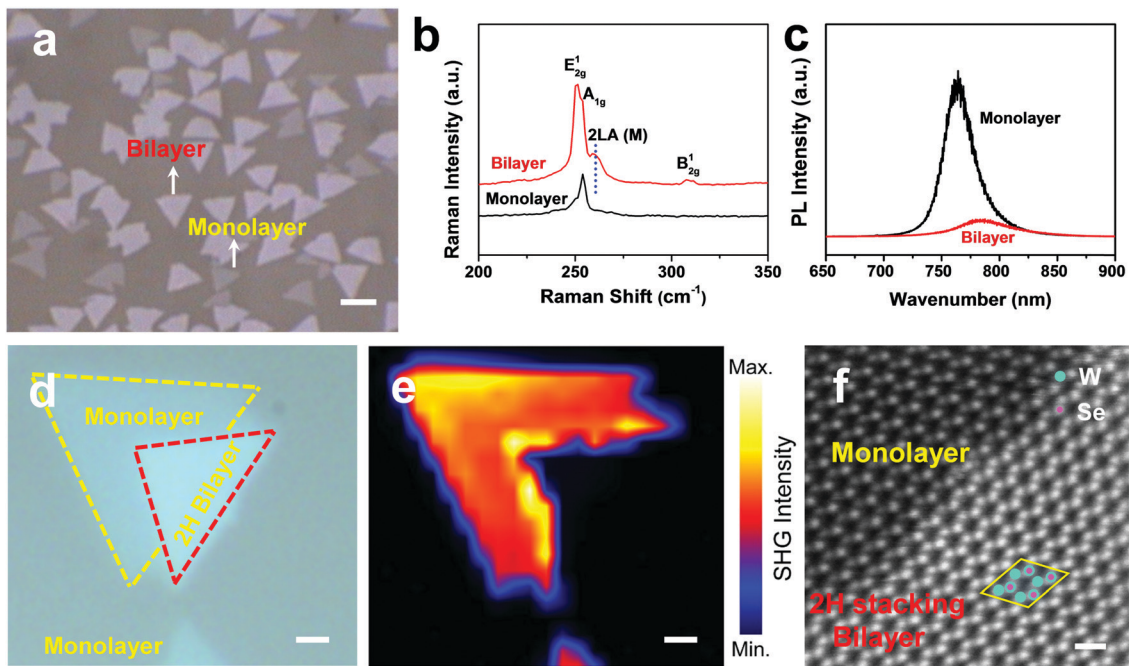 a
Bilayer
Monolayer
b
Raman Intensity (a.u.)
E¹₂g
A₁g
2LA (M)
B¹₂g
Bilayer
Monolayer
200 250 300 350
Raman Shift (cm⁻¹)
c
PL Intensity (a.u.)
Monolayer
Bilayer
650 700 750 800 850 900
Wavenumber (nm)
d
Monolayer
2H Bilayer
Monolayer
e
Max.
SHG Intensity
Min.
f
W
Se
Monolayer
2H stacking
Bilayer